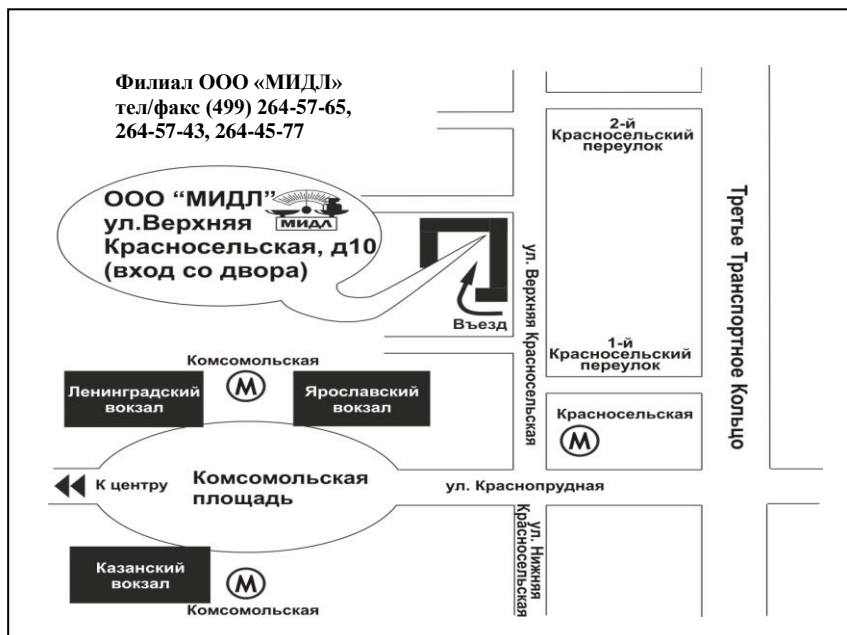 Филиал ООО «МИДЛ»
тел/факс (499) 264-57-65,
264-57-43, 264-45-77
2-й
Красносельский
переулок
ООО “МИДЛ”
ул.Верхняя
Красносельская, д10
(вход со двора)
МИДЛ
Третье Транспортное Кольцо
ул. Верхняя Красносельская
Въезд
1-й
Красносельский
переулок
Комсомольская
М
Ленинградский
вокзал
Ярославский
вокзал
Красносельская
М
К центру
Комсомольская
площадь
ул. Краснопрудная
ул. Нижняя
Красносельская
Казанский
вокзал
М
Комсомольская